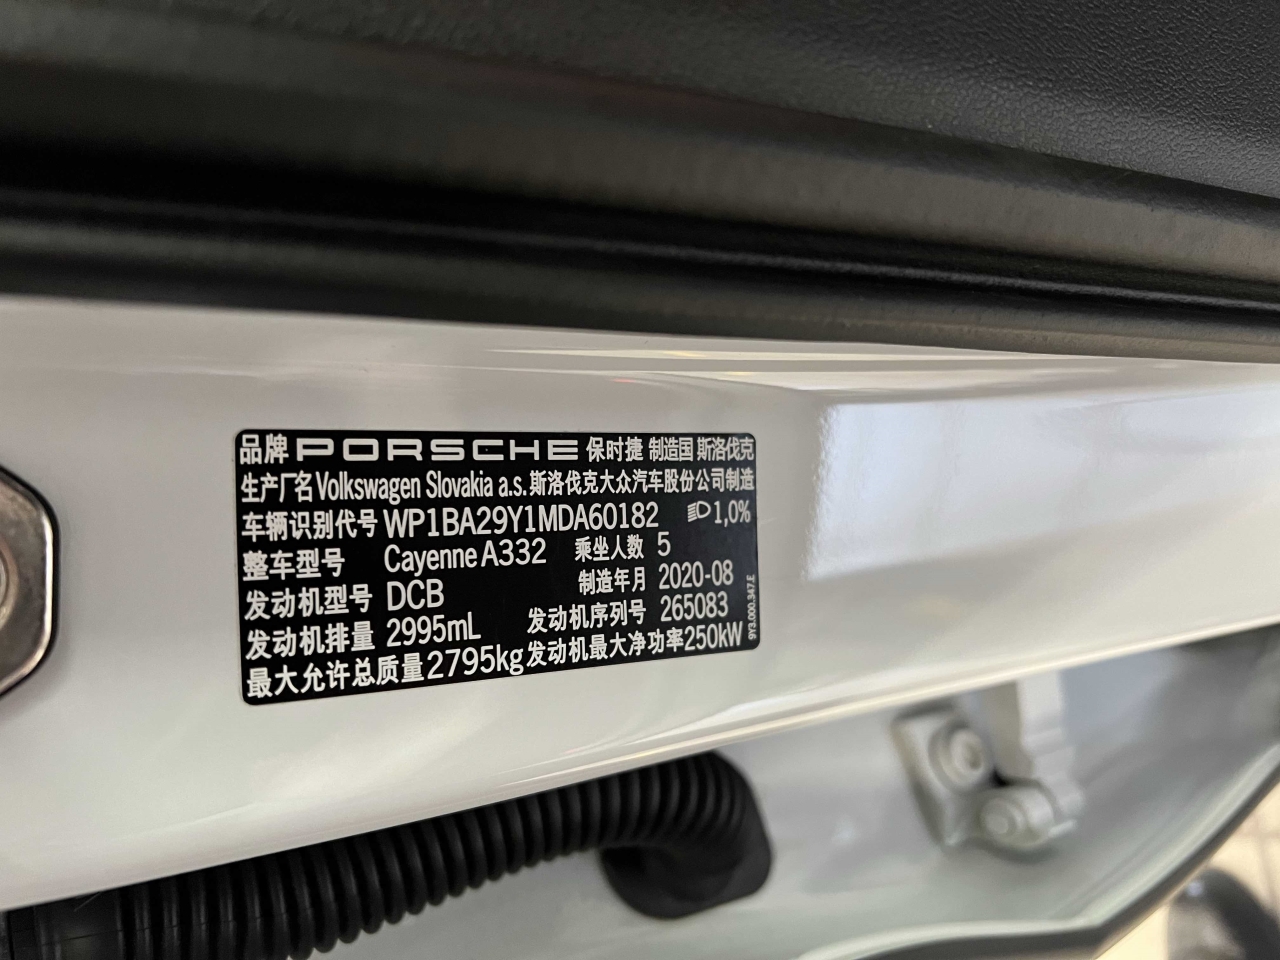 品牌 PORSCHE 保时捷 制造国 斯洛伐克
生产厂名 Volkswagen Slovakia a.s. 斯洛伐克大众汽车股份公司制造
车辆识别代号 WP1BA29Y1MDA60182 1,0%
整车型号 Cayenne A332 乘坐人数 5
发动机型号 DCB 制造年月 2020-08
发动机排量 2995mL 发动机序列号 265083
最大允许总质量 2795kg 发动机最大净功率 250kW
9Y3.000.347.E